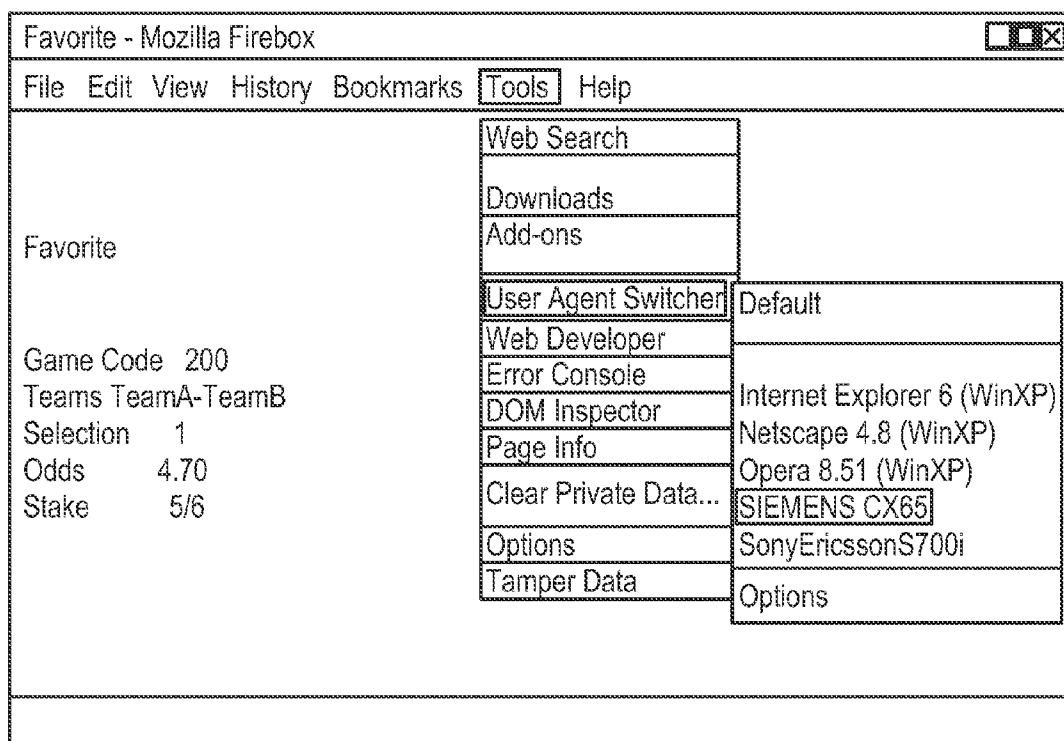 Favorite - Mozilla Firebox
File Edit View History Bookmarks Tools Help
Favorite
Game Code 200
Teams TeamA-TeamB
Selection 1
Odds 4.70
Stake 5/6
Web Search
Downloads
Add-ons
User Agent Switcher
Web Developer
Error Console
DOM Inspector
Page Info
Clear Private Data...
Options
Tamper Data
Default
Internet Explorer 6 (WinXP)
Netscape 4.8 (WinXP)
Opera 8.51 (WinXP)
SIEMENS CX65
SonyEricssonS700i
Options